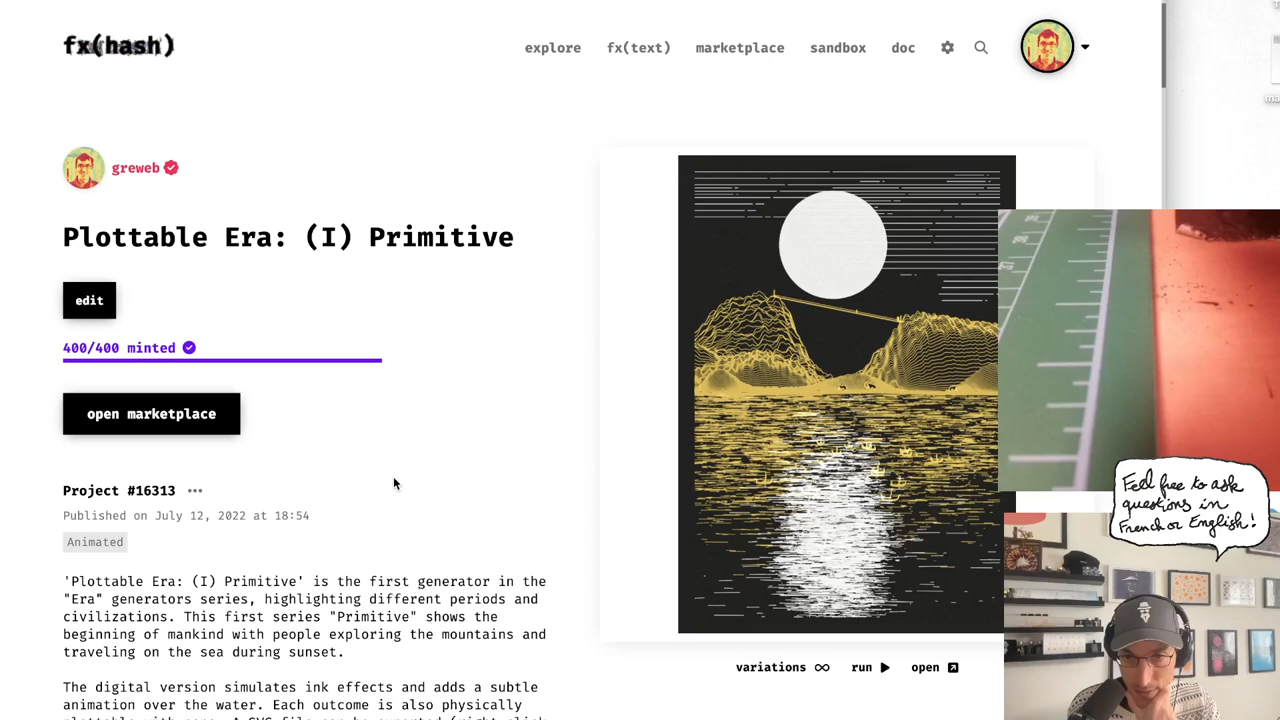 fx(hash)
explore
fx(text)
marketplace
sandbox
doc
greweb
Plottable Era: (I) Primitive
edit
400/400 minted
open marketplace
Project #16313
Published on July 12, 2022 at 18:54
Animated
'Plottable Era: (I) Primitive' is the first generator in the
"Era" generators series, highlighting different periods and
civilizations. This first series "Primitive" shows the
beginning of mankind with people exploring the mountains and
traveling on the sea during sunset.
The digital version simulates ink effects and adds a subtle
animation over the water. Each outcome is also physically
variations
run
open
Feel free to ask
questions in
French or English!